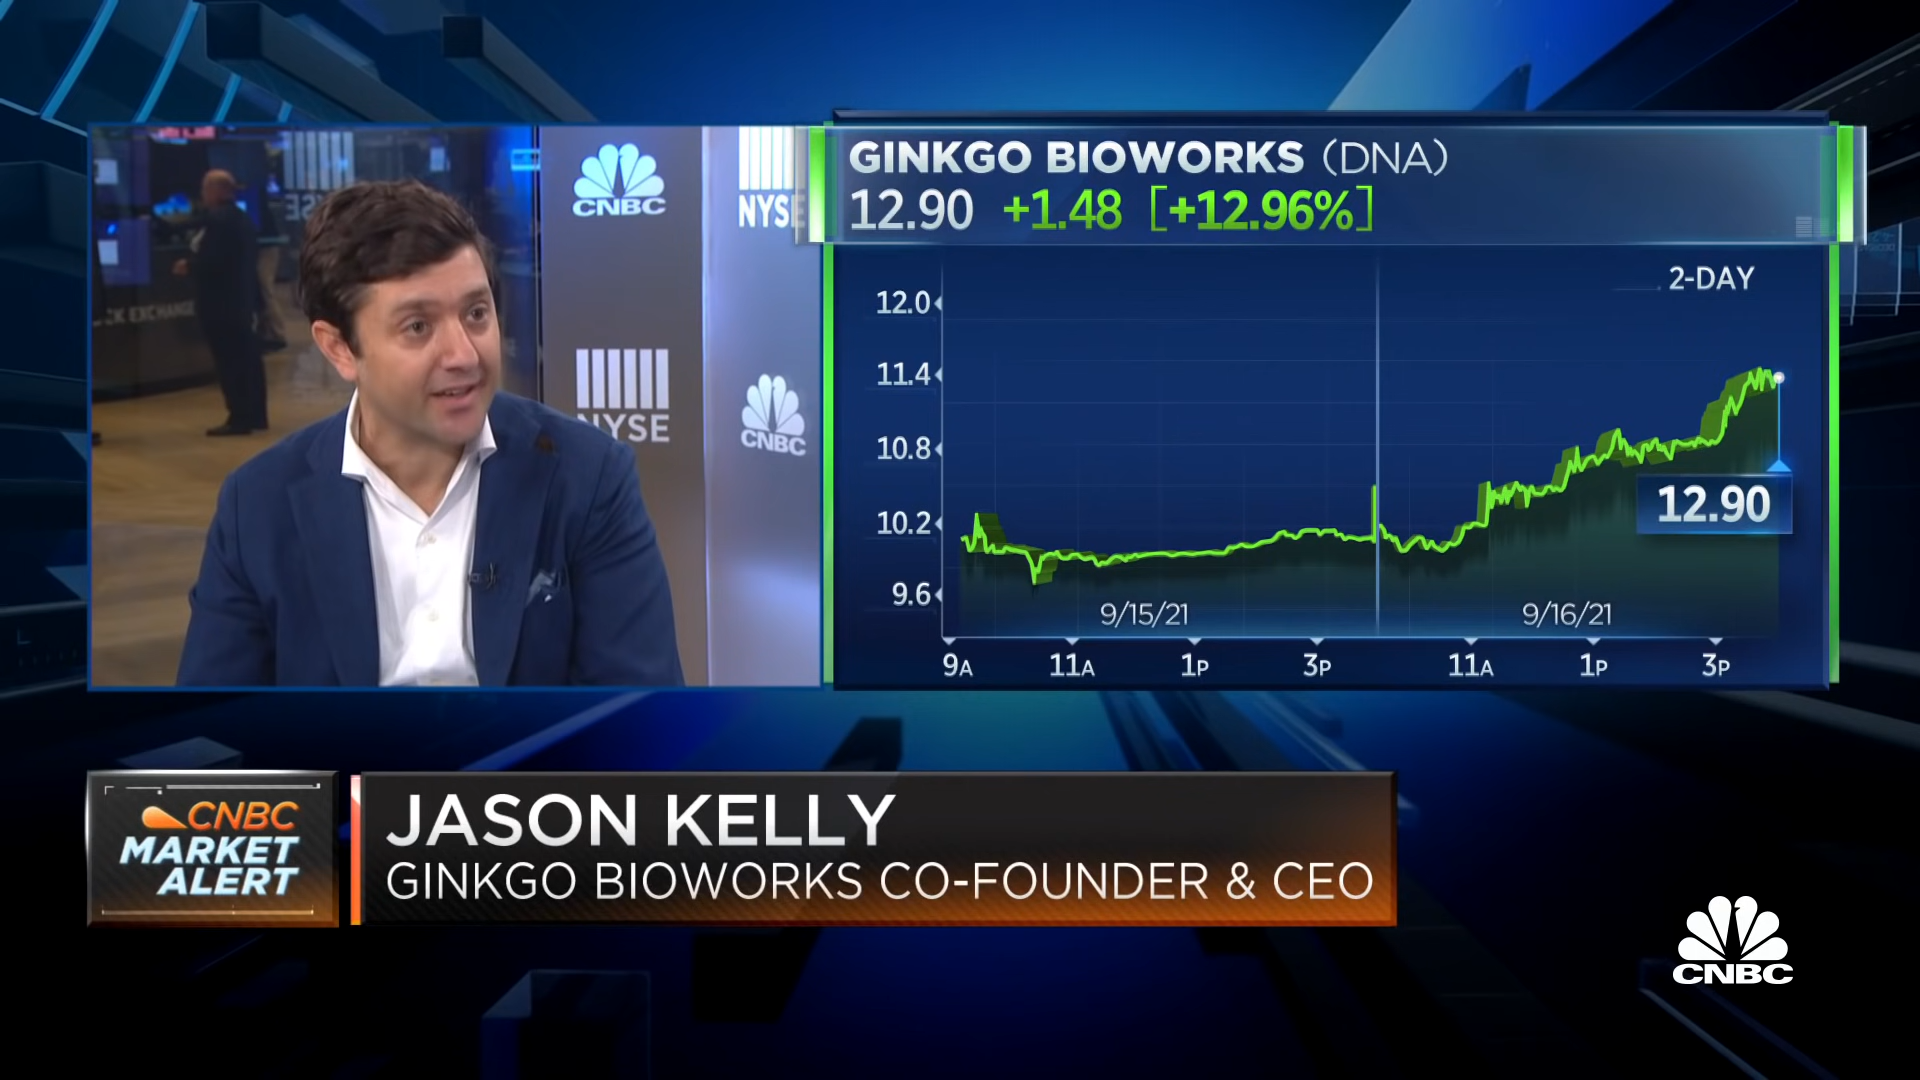 CK EXCHANGE
CNBC
NYSE
NYSE
CNBC
GINKGO BIOWORKS (DNA)
12.90 +1.48 [+12.96%]
2-DAY
12.0
11.4
10.8
10.2
9.6
12.90
9/15/21
9/16/21
9A 11A 1P 3P 11A 1P 3P
CNBC
MARKET
ALERT
JASON KELLY
GINKGO BIOWORKS CO-FOUNDER & CEO
CNBC